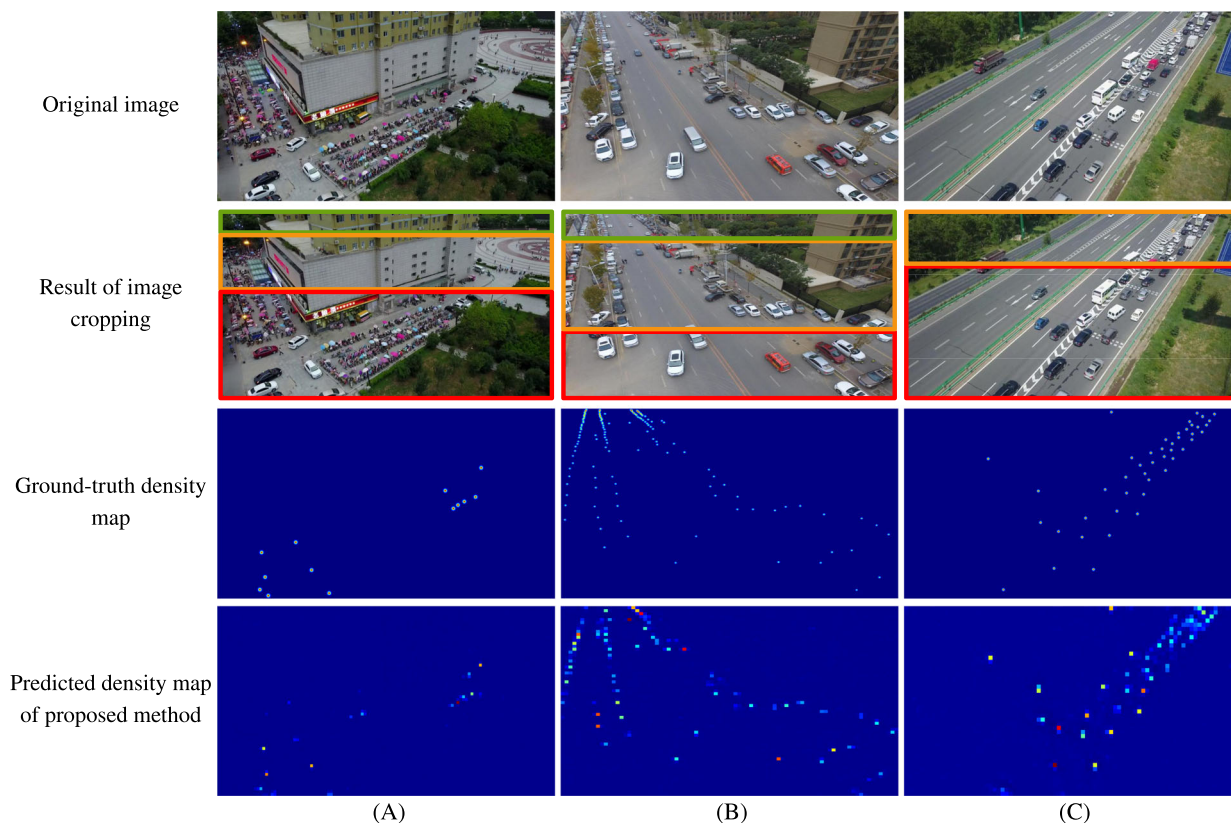 Original image
Result of image
cropping
Ground-truth density
map
Predicted density map
of proposed method
(A)
(B)
(C)